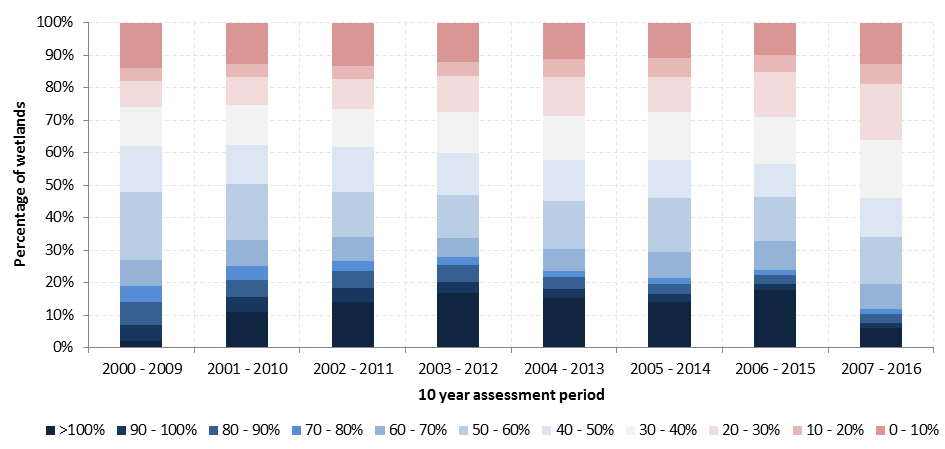 100%
90%
80%
70%
60%
50%
40%
30%
20%
10%
0%
Percentage of wetlands
2000 - 2009 2001 - 2010 2002 - 2011 2003 - 2012 2004 - 2013 2005 - 2014 2006 - 2015 2007 - 2016
10 year assessment period
>100% 90 - 100% 80 - 90% 70 - 80% 60 - 70% 50 - 60% 40 - 50% 30 - 40% 20 - 30% 10 - 20% 0 - 10%